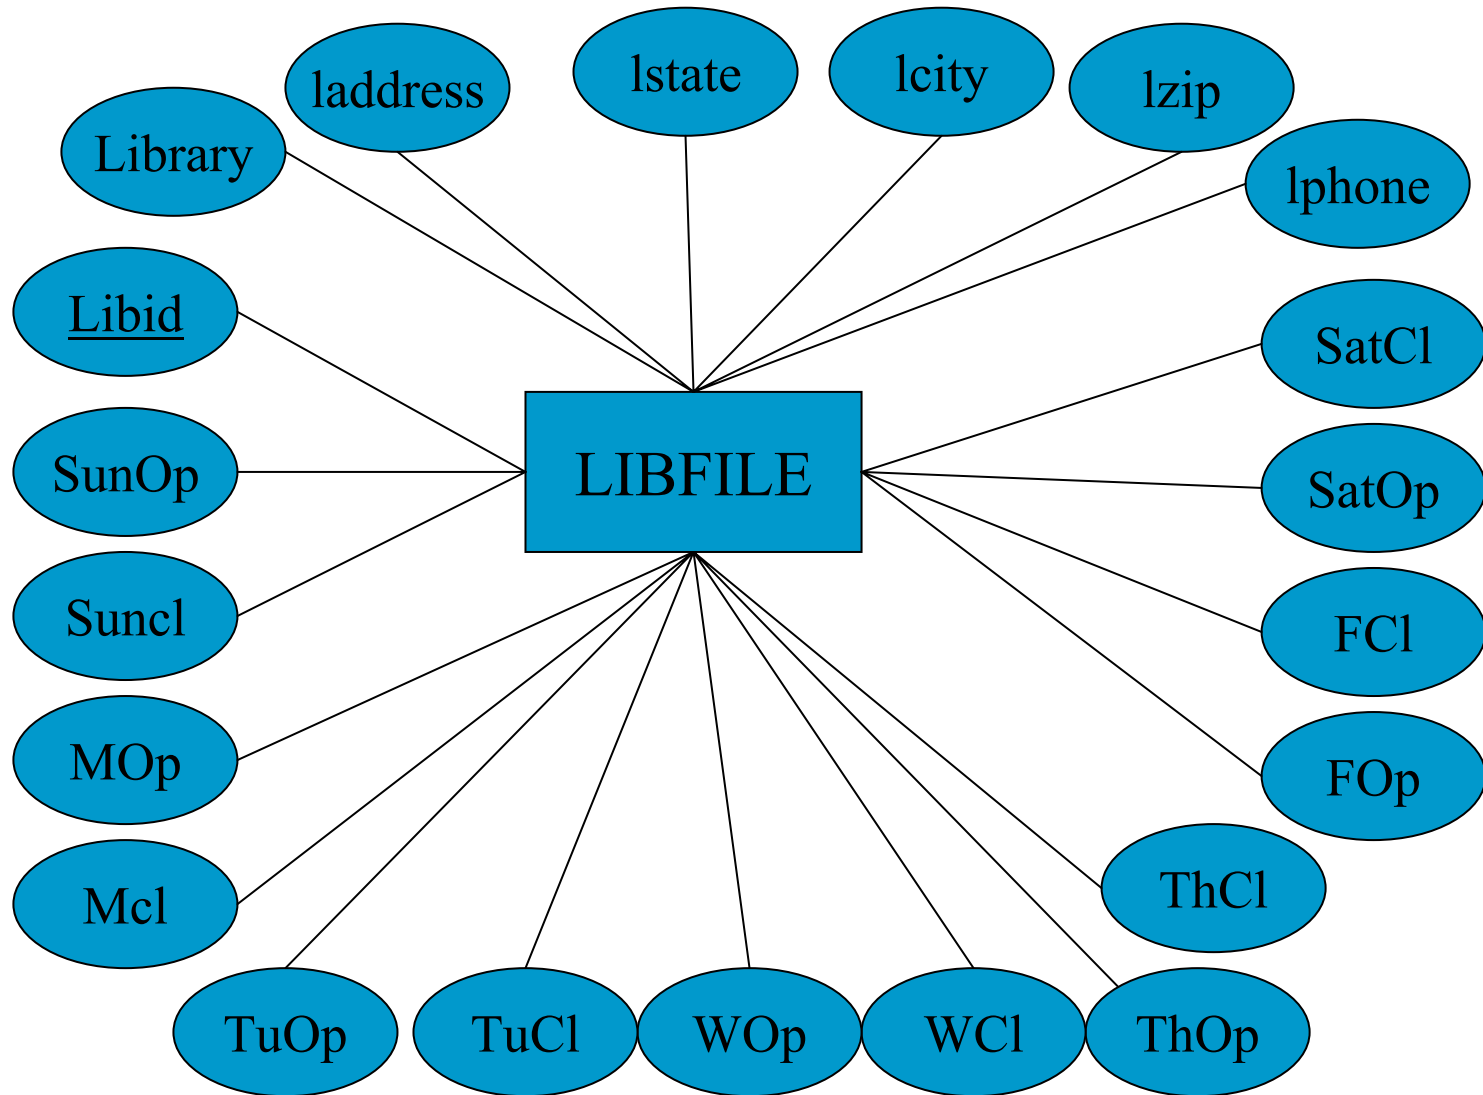 laddress
lstate
lcity
lzip
Library
lphone
Libid
SatCl
SunOp
LIBFILE
SatOp
Suncl
FCl
MOp
FOp
Mcl
ThCl
TuOp
TuCl
WOp
WCl
ThOp